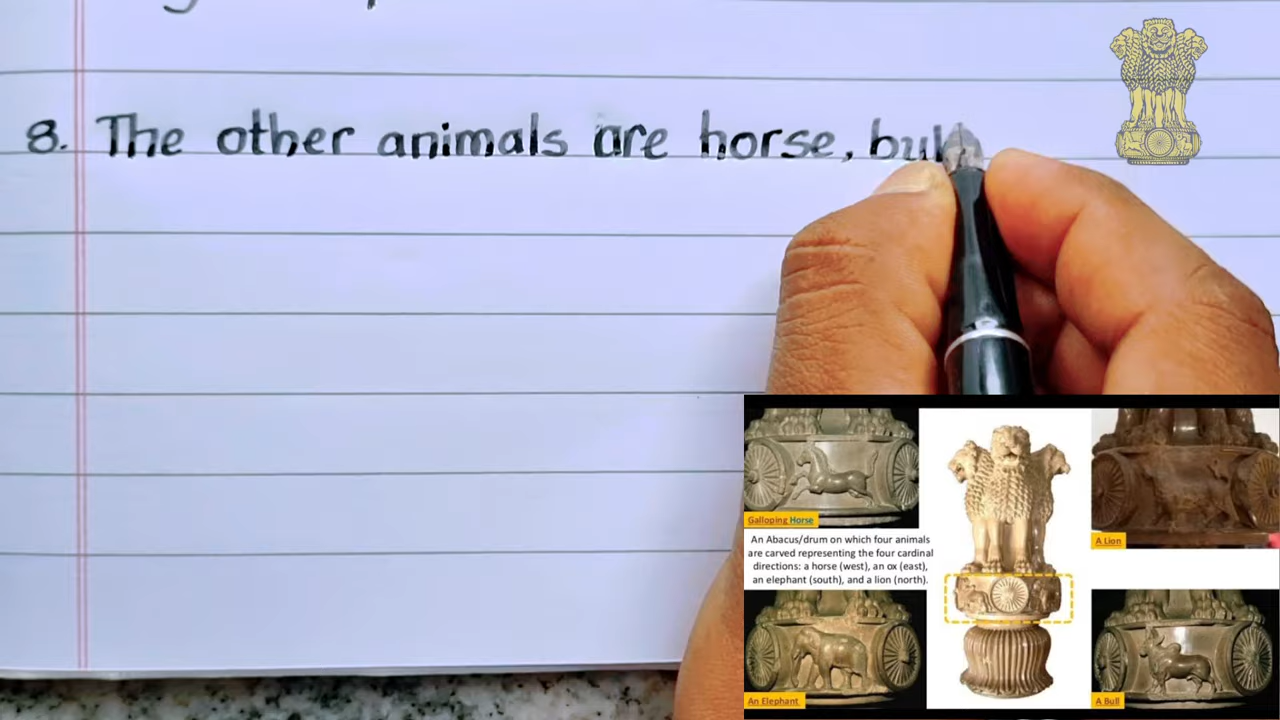 8. The other animals are horse, bul
Galloping Horse
An Abacus/drum on which four animals
are carved representing the four cardinal
directions: a horse (west), an ox (east),
an elephant (south), and a lion (north).
A Lion
An Elephant
A Bull